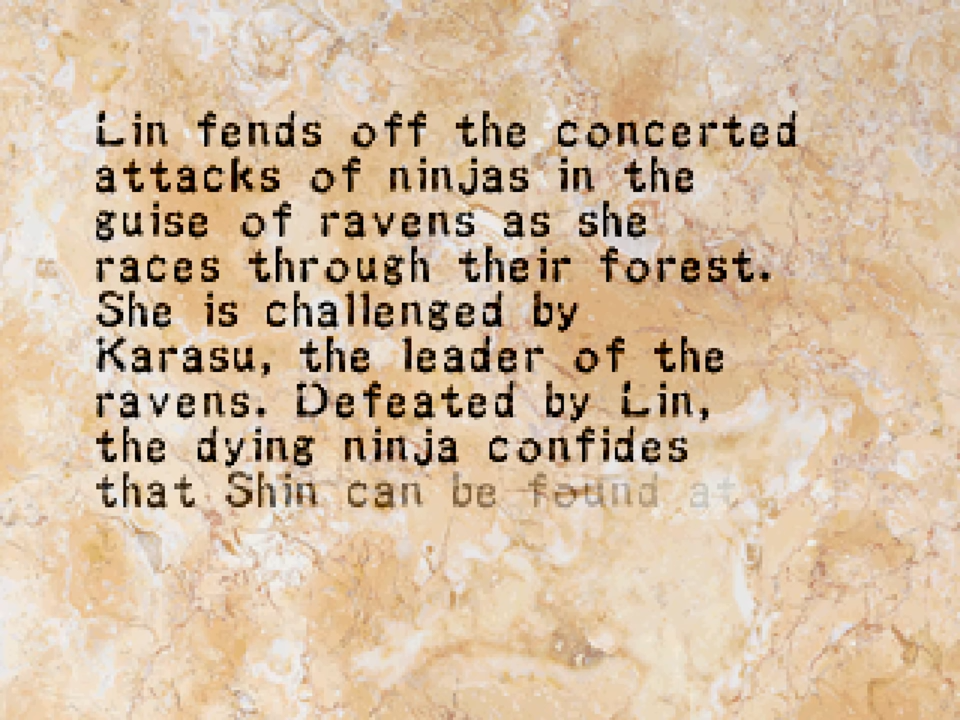 Lin fends off the concerted
attacks of ninjas in the
guise of ravens as she
races through their forest.
She is challenged by
Karasu, the leader of the
ravens. Defeated by Lin,
the dying ninja confides
that Shin can be found at